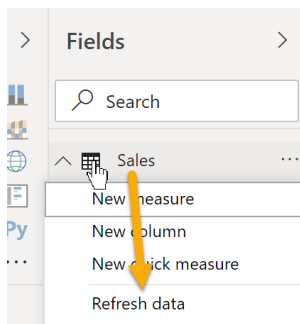 Fields
Search
Sales
New measure
New column
New quick measure
Refresh data
Py